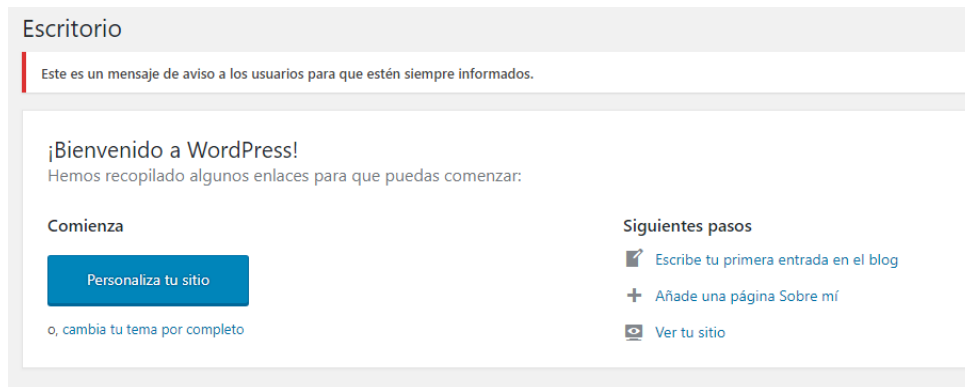 Escritorio
Este es un mensaje de aviso a los usuarios para que estén siempre informados.
¡Bienvenido a WordPress!
Hemos recopilado algunos enlaces para que puedas comenzar:
Comienza
Personaliza tu sitio
o, cambia tu tema por completo
Siguientes pasos
Escribe tu primera entrada en el blog
Añade una página Sobre mí
Ver tu sitio